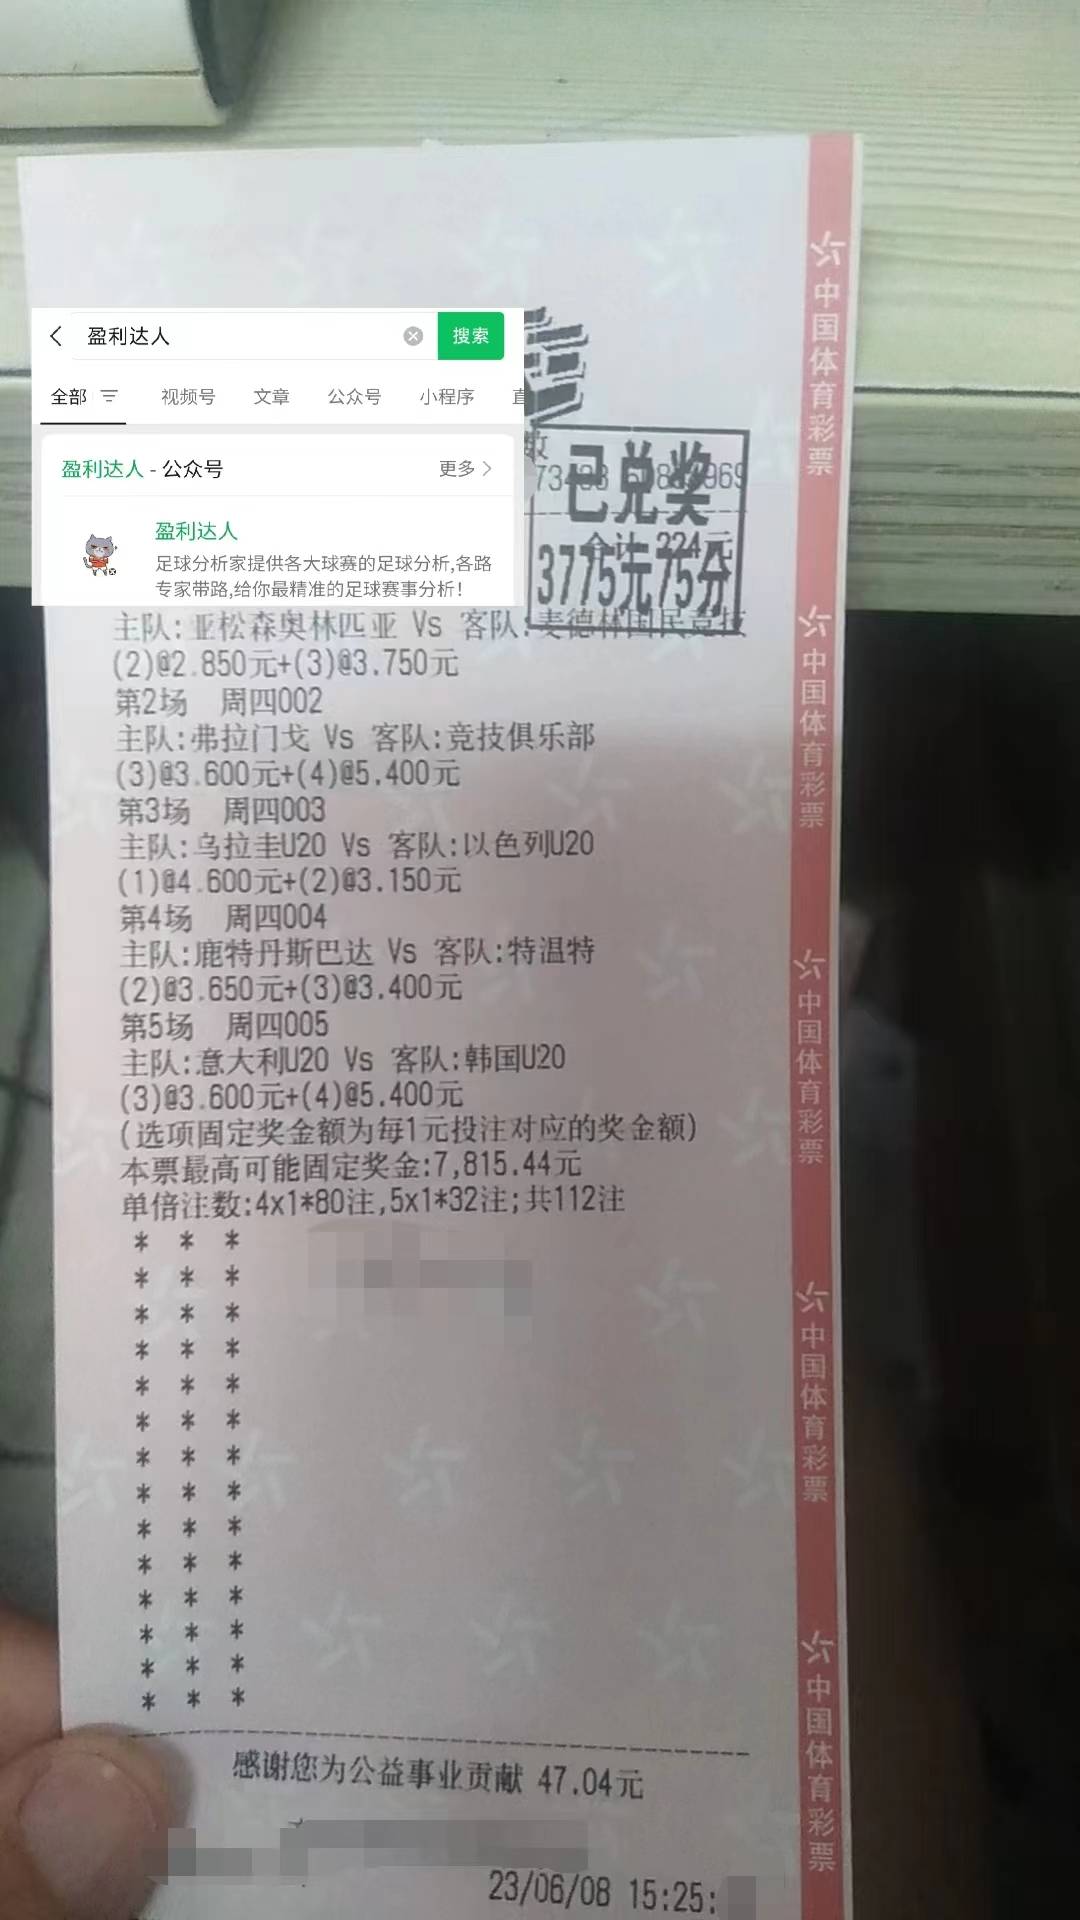 盈利达人
搜索
全部 视频号 文章 公众号 小程序
盈利达人 - 公众号
更多
盈利达人
足球分析家提供各大球赛的足球分析,各路
专家带路,给你最精准的足球赛事分析!
已兑奖
合计 224元
3775元75分
主队:亚松森奥林匹亚 Vs 客队:麦德林国民竞技
(2)@2.850元+(3)@3.750元
第2场 周四002
主队:弗拉门戈 Vs 客队:竞技俱乐部
(3)@3.600元+(4)@5.400元
第3场 周四003
主队:乌拉圭U20 Vs 客队:以色列U20
(1)@4.600元+(2)@3.150元
第4场 周四004
主队:鹿特丹斯巴达 Vs 客队:特温特
(2)@3.650元+(3)@3.400元
第5场 周四005
主队:意大利U20 Vs 客队:韩国U20
(3)@3.600元+(4)@5.400元
(选项固定奖金额为每1元投注对应的奖金额)
本票最高可能固定奖金:7,815.44元
单倍注数:4x1*80注,5x1*32注;共112注
* * *
* * *
* * *
* * *
* * *
* * *
* * *
* * *
* * *
* * *
* * *
* * *
* * *
* * *
感谢您为公益事业贡献 47.04元
23/06/08 15:25:
中国体育彩票
中国体育彩票
中国体育彩票
中国体育彩票
中国体育彩票